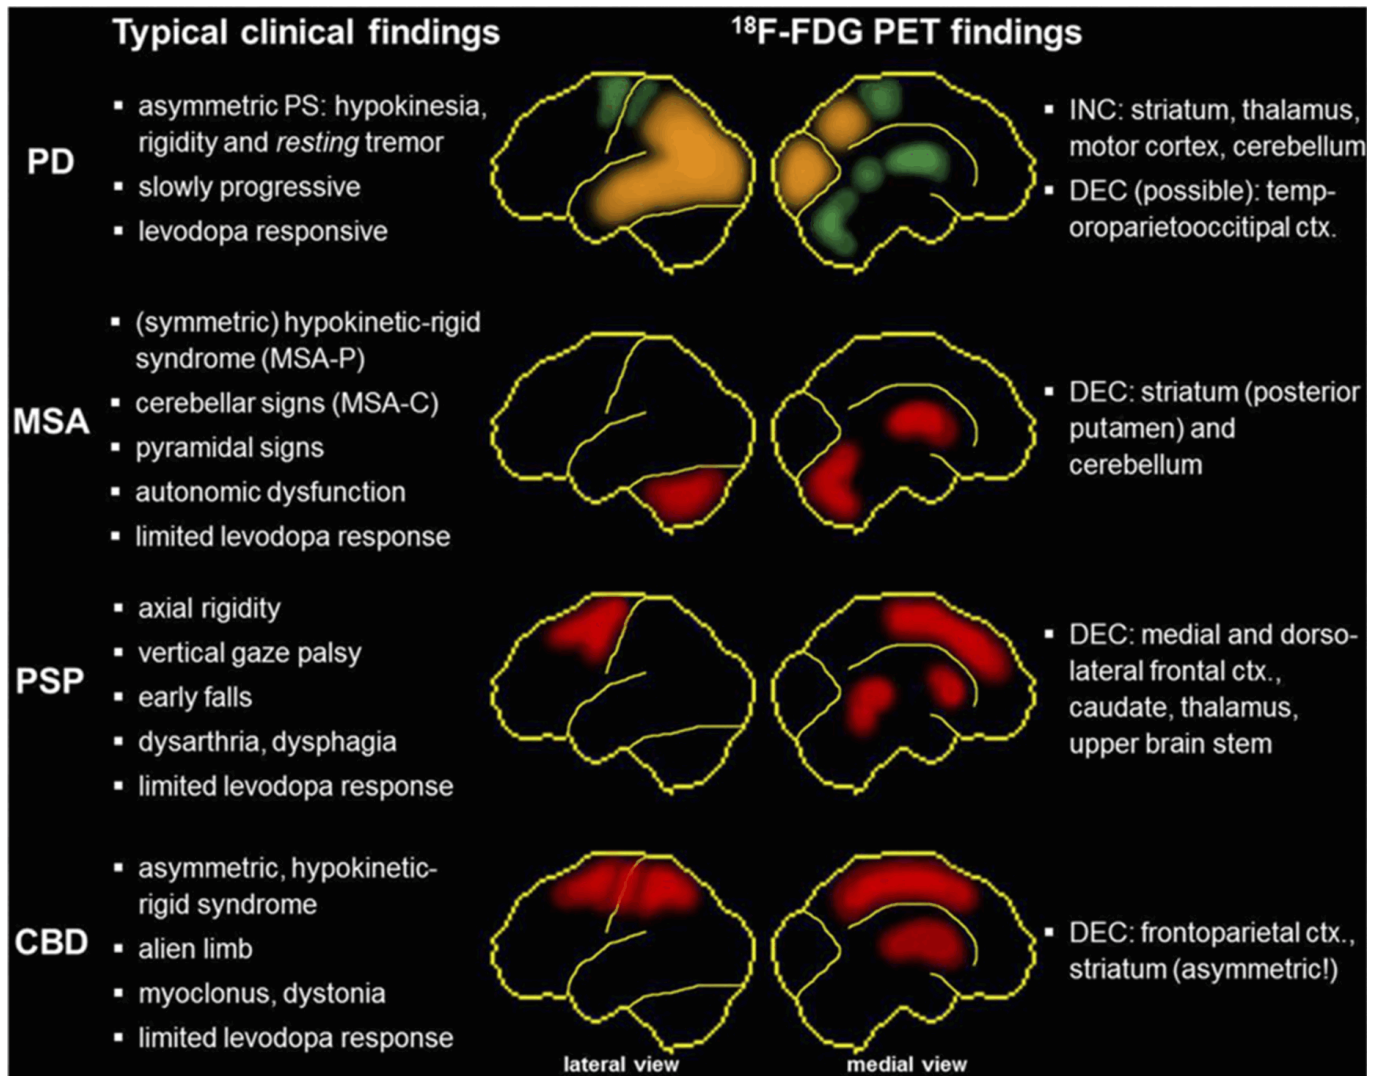 Typical clinical findings
¹⁸F-FDG PET findings
PD
▪ asymmetric PS: hypokinesia,
rigidity and resting tremor
▪ slowly progressive
▪ levodopa responsive
▪ INC: striatum, thalamus,
motor cortex, cerebellum
▪ DEC (possible): temp-
oroparietooccitipal ctx.
MSA
▪ (symmetric) hypokinetic-rigid
syndrome (MSA-P)
▪ cerebellar signs (MSA-C)
▪ pyramidal signs
▪ autonomic dysfunction
▪ limited levodopa response
▪ DEC: striatum (posterior
putamen) and
cerebellum
PSP
▪ axial rigidity
▪ vertical gaze palsy
▪ early falls
▪ dysarthria, dysphagia
▪ limited levodopa response
▪ DEC: medial and dorso-
lateral frontal ctx.,
caudate, thalamus,
upper brain stem
CBD
▪ asymmetric, hypokinetic-
rigid syndrome
▪ alien limb
▪ myoclonus, dystonia
▪ limited levodopa response
▪ DEC: frontoparietal ctx.,
striatum (asymmetric!)
lateral view
medial view